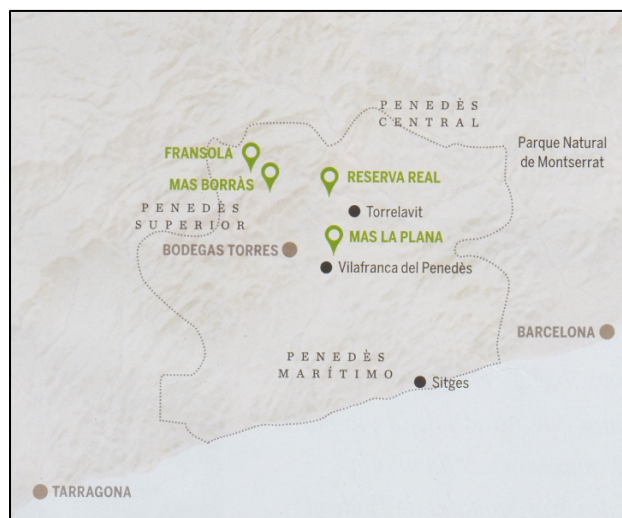 PENEDÈS
CENTRAL
Parque Natural
de Montserrat
FRANSOLA
MAS BORRÀS
RESERVA REAL
PENEDÈS
SUPERIOR
Torrelavit
MAS LA PLANA
BODEGAS TORRES
Vilafranca del Penedès
BARCELONA
PENEDÈS
MARÍTIMO
Sitges
TARRAGONA